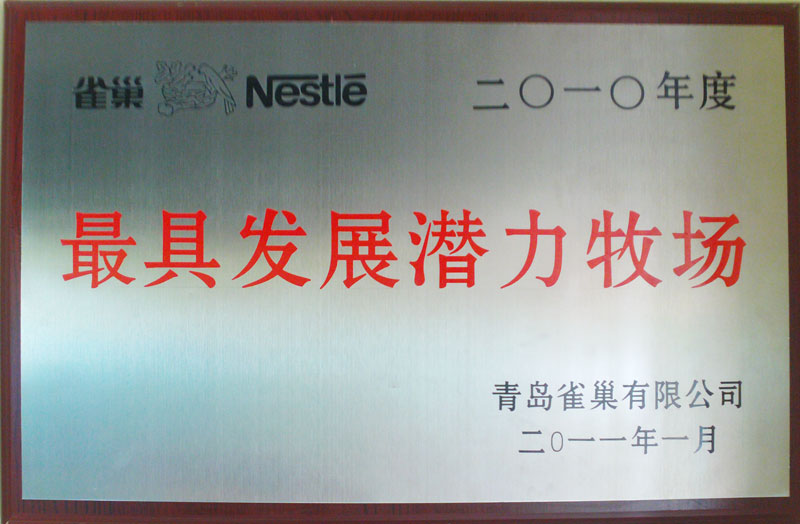 雀巢 Nestlé 二〇一〇年度
最具发展潜力牧场
青岛雀巢有限公司
二0一一年一月